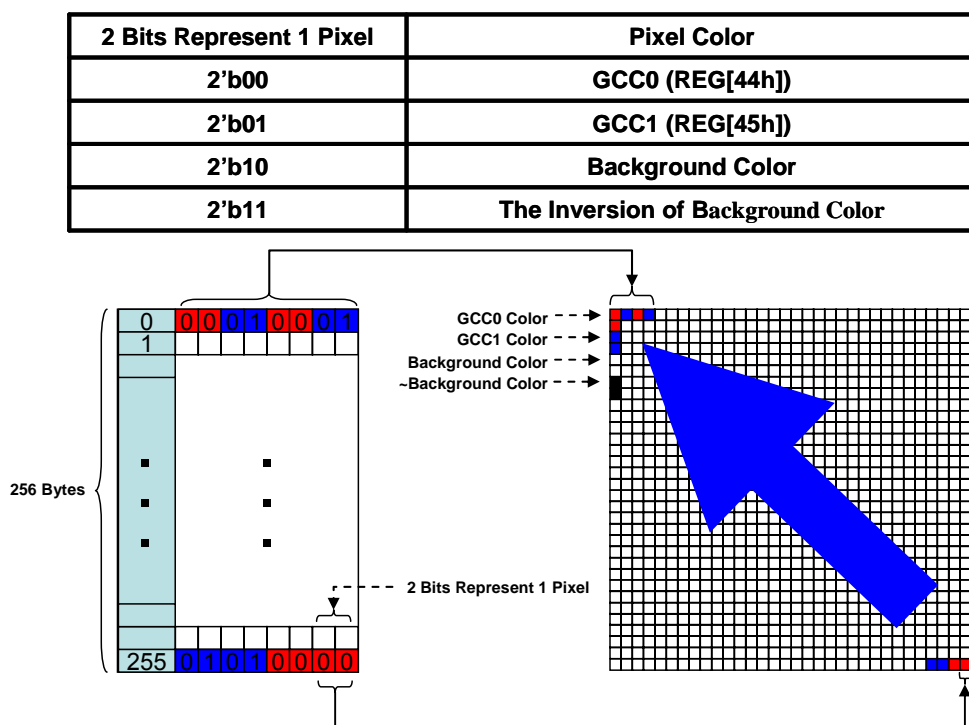 2 Bits Represent 1 Pixel Pixel Color
2’b00 GCC0 (REG[44h])
2’b01 GCC1 (REG[45h])
2’b10 Background Color
2’b11 The Inversion of Background Color
0 0 0 0 1 0 0 0 1
1
GCC0 Color
GCC1 Color
Background Color
~Background Color
256 Bytes
2 Bits Represent 1 Pixel
255 0 1 0 1 0 0 0 0